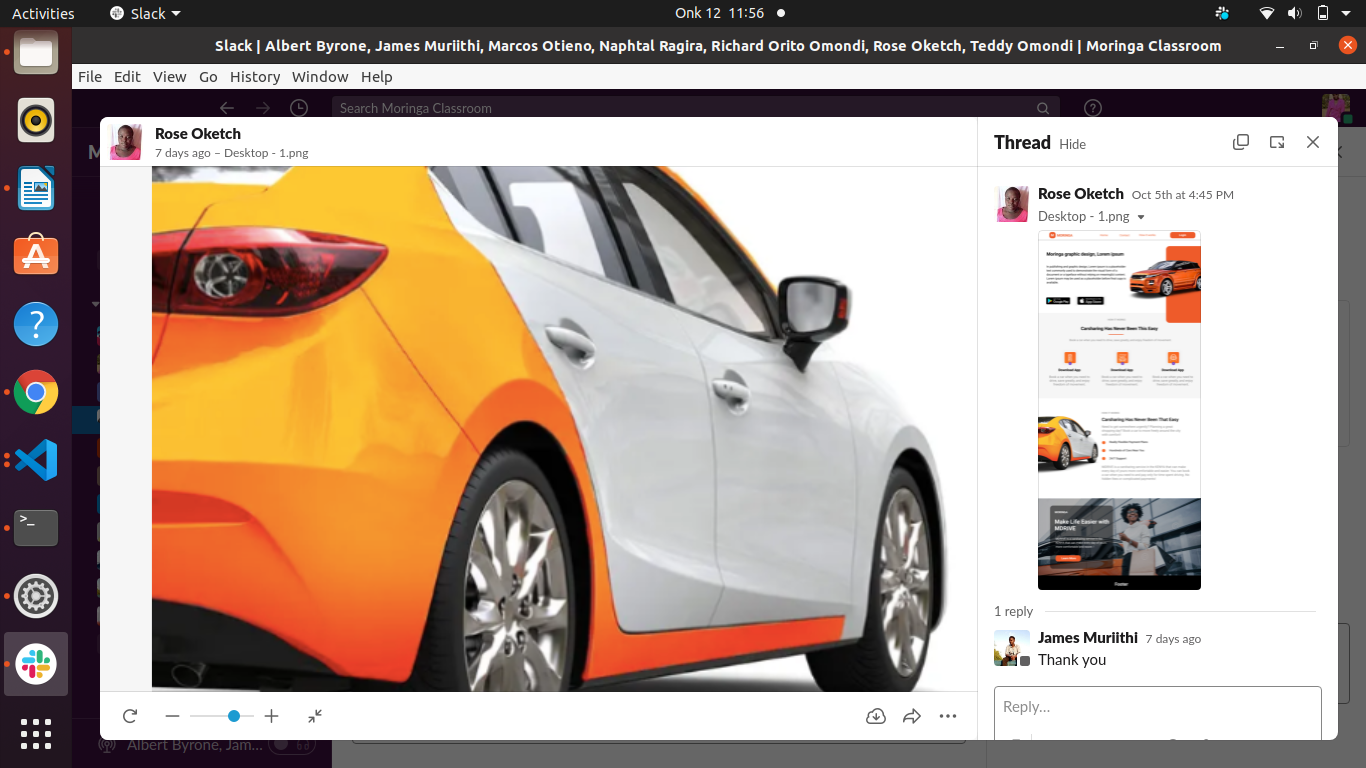 Activities
Slack
Onk 12 11:56
Slack | Albert Byrone, James Muriithi, Marcos Otieno, Naphtal Ragira, Richard Orito Omondi, Rose Oketch, Teddy Omondi | Moringa Classroom
File Edit View Go History Window Help
Search Moringa Classroom
Rose Oketch
7 days ago – Desktop - 1.png
Thread Hide
Rose Oketch Oct 5th at 4:45 PM
Desktop - 1.png
Moringa graphic design, Lorem ipsum
Carsharing Has Never Been This Easy
Download App
Download App
Download App
Carsharing Has Never Been That Easy
24/7 Support
Make Life Easier with
MDRIVE
Footer
1 reply
James Muriithi 7 days ago
Thank you
Reply…
Albert Byrone, Jam…